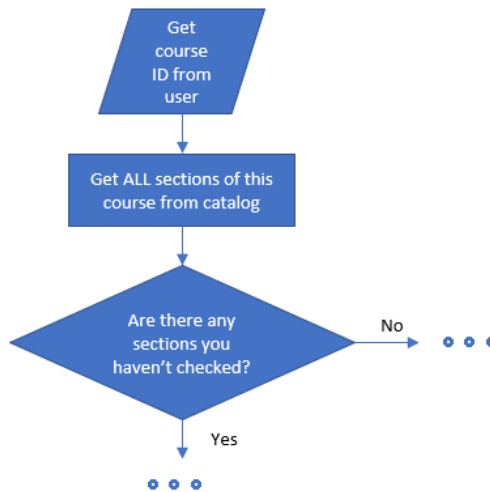 Get
course
ID from
user
Get ALL sections of this
course from catalog
Are there any
sections you
haven't checked?
No
Yes